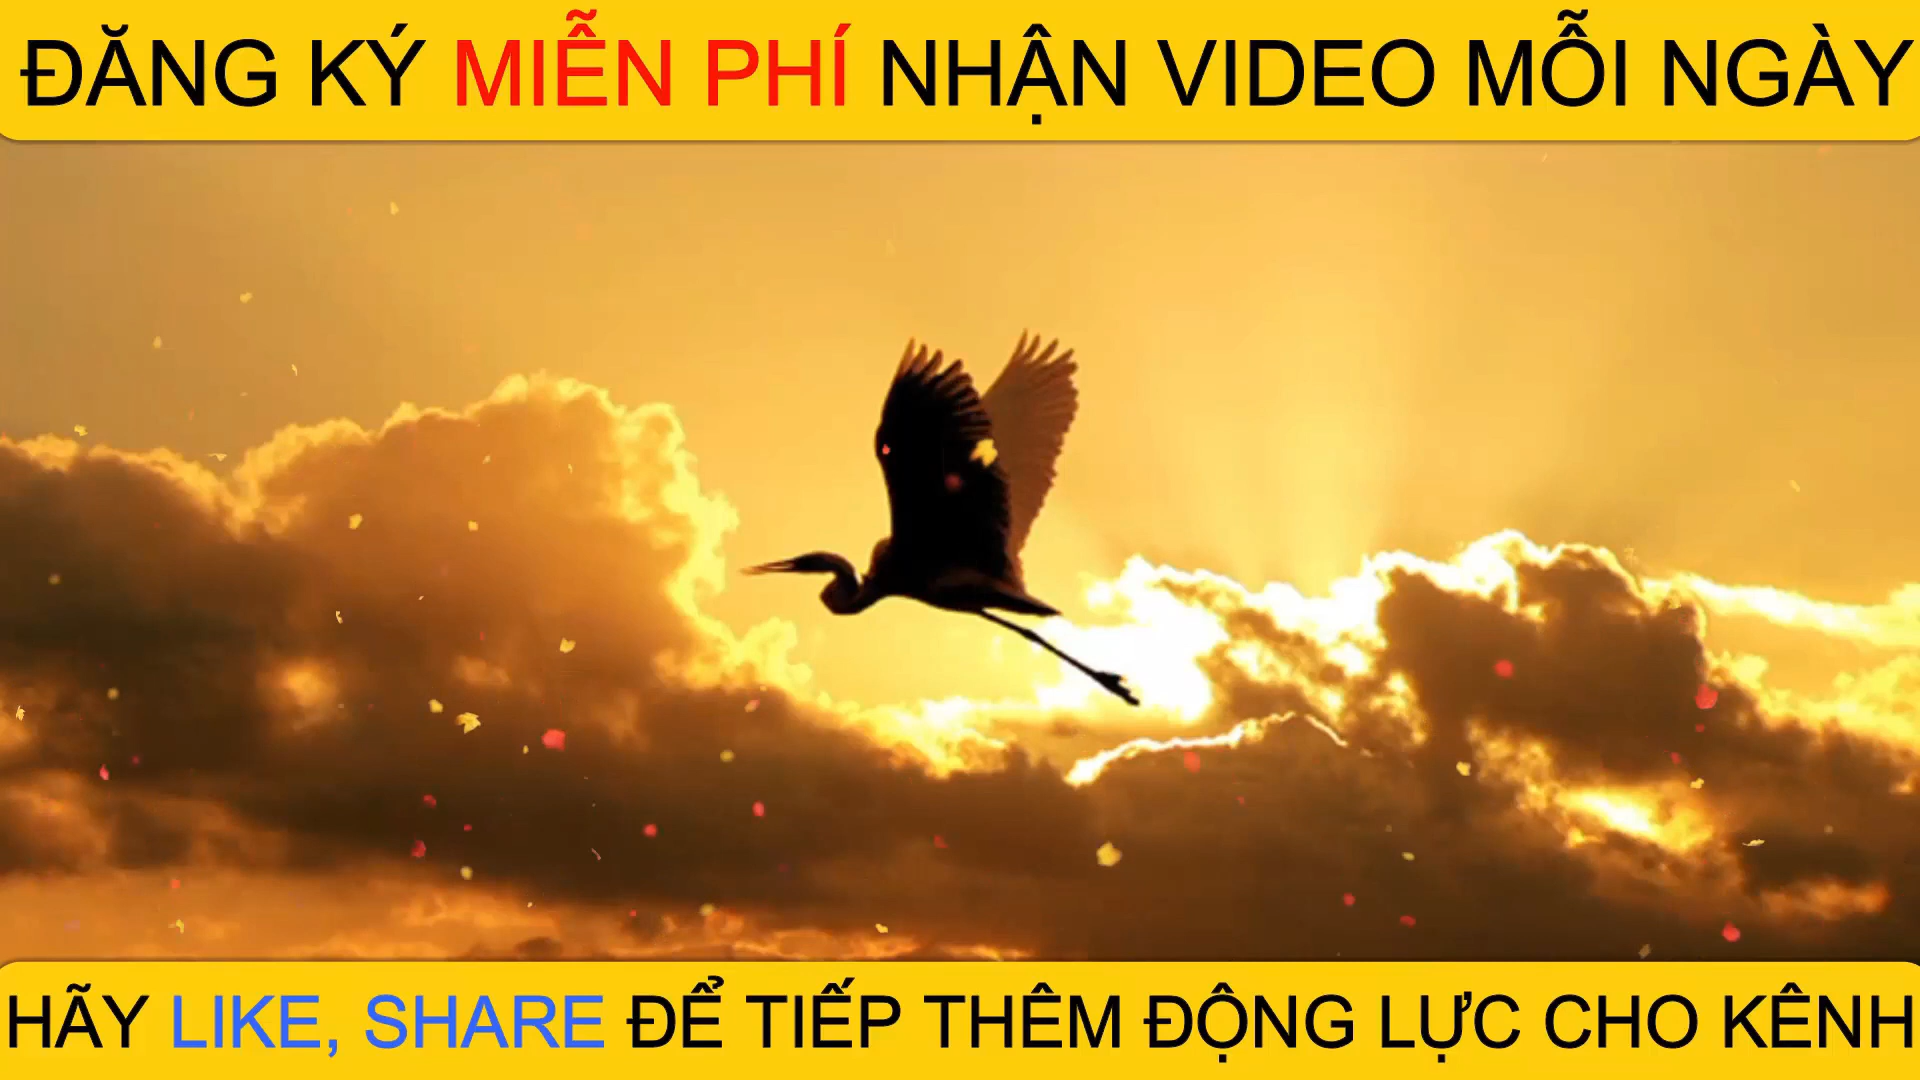 ĐĂNG KÝ MIỄN PHÍ NHẬN VIDEO MỖI NGÀY
HÃY LIKE, SHARE ĐỂ TIẾP THÊM ĐỘNG LỰC CHO KÊNH